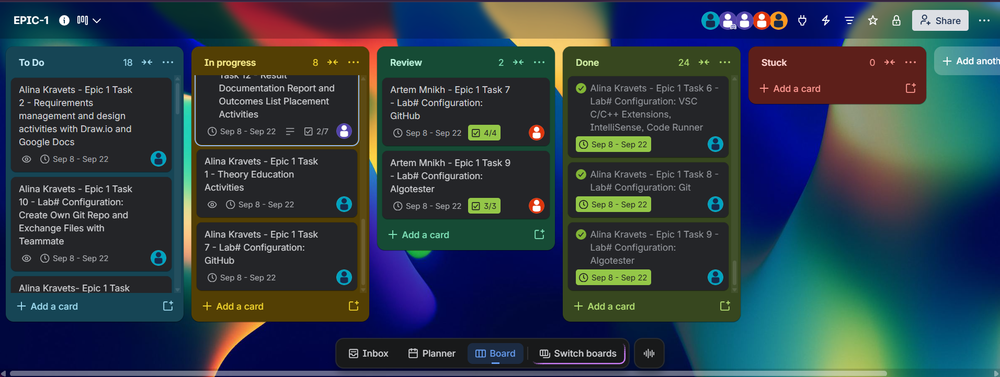 EPIC-1
Share
To Do
18
Alina Kravets - Epic 1 Task
2 - Requirements
management and design
activities with Draw.io and
Google Docs
Sep 8 - Sep 22
Alina Kravets - Epic 1 Task
10 - Lab# Configuration:
Create Own Git Repo and
Exchange Files with
Teammate
Sep 8 - Sep 22
Alina Kravets- Epic 1 Task
Add a card
In progress
8
Task 12 - Result
Documentation Report and
Outcomes List Placement
Activities
Sep 8 - Sep 22
2/7
Alina Kravets - Epic 1 Task
1 - Theory Education
Activities
Sep 8 - Sep 22
Alina Kravets - Epic 1 Task
7 - Lab# Configuration:
GitHub
Sep 8 - Sep 22
Add a card
Review
2
Artem Mnikh - Epic 1 Task 7
- Lab# Configuration:
GitHub
Sep 8 - Sep 22
4/4
Artem Mnikh - Epic 1 Task 9
- Lab# Configuration:
Algotester
Sep 8 - Sep 22
3/3
Add a card
Done
24
Alina Kravets - Epic 1 Task 6 -
Lab# Configuration: VSC
C/C++ Extensions,
IntelliSense, Code Runner
Sep 8 - Sep 22
Alina Kravets - Epic 1 Task 8 -
Lab# Configuration: Git
Sep 8 - Sep 22
Alina Kravets - Epic 1 Task 9 -
Lab# Configuration:
Algotester
Sep 8 - Sep 22
Add a card
Stuck
0
Add a card
Add anoth
Inbox
Planner
Board
Switch boards